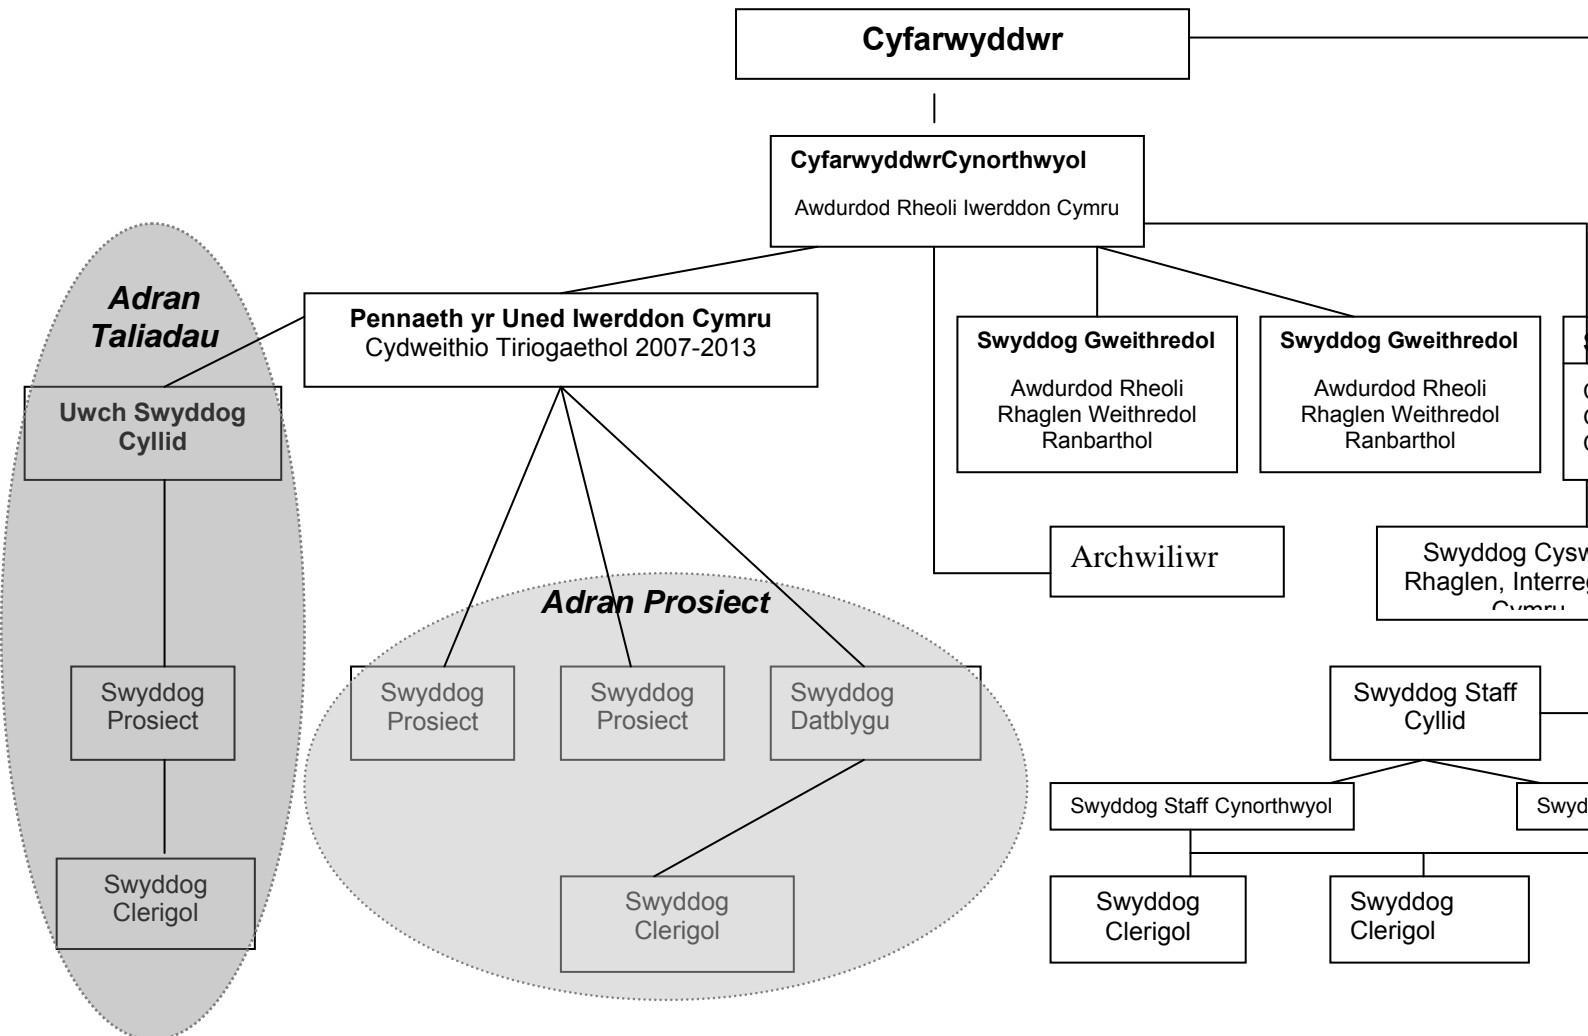 Cyfarwyddwr
CyfarwyddwrCynorthwyol
Awdurdod Rheoli Iwerddon Cymru
Adran
Taliadau
Pennaeth yr Uned Iwerddon Cymru
Cydweithio Tiriogaethol 2007-2013
Swyddog Gweithredol
Awdurdod Rheoli
Rhaglen Weithredol
Ranbarthol
Swyddog Gweithredol
Awdurdod Rheoli
Rhaglen Weithredol
Ranbarthol
Uwch Swyddog
Cyllid
Archwiliwr
Swyddog
Rhaglen,
Cymru
Adran Prosiect
Swyddog
Prosiect
Swyddog
Prosiect
Swyddog
Prosiect
Swyddog
Datblygu
Swyddog Staff
Cyllid
Swyddog Staff Cynorthwyol
Swyddog
Clerigol
Swyddog
Clerigol
Swyddog
Clerigol
Swyddog
Clerigol